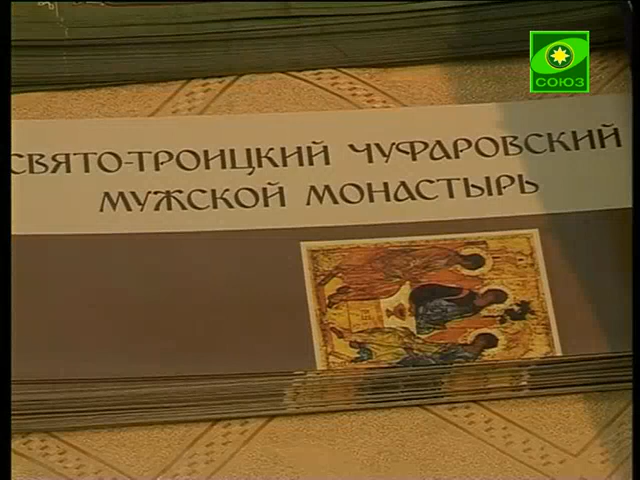 СОЮЗ
СВЯТО-ТРОИЦКИЙ ЧУФАРОВСКИЙ
МУЖСКОЙ МОНАСТЫРЬ